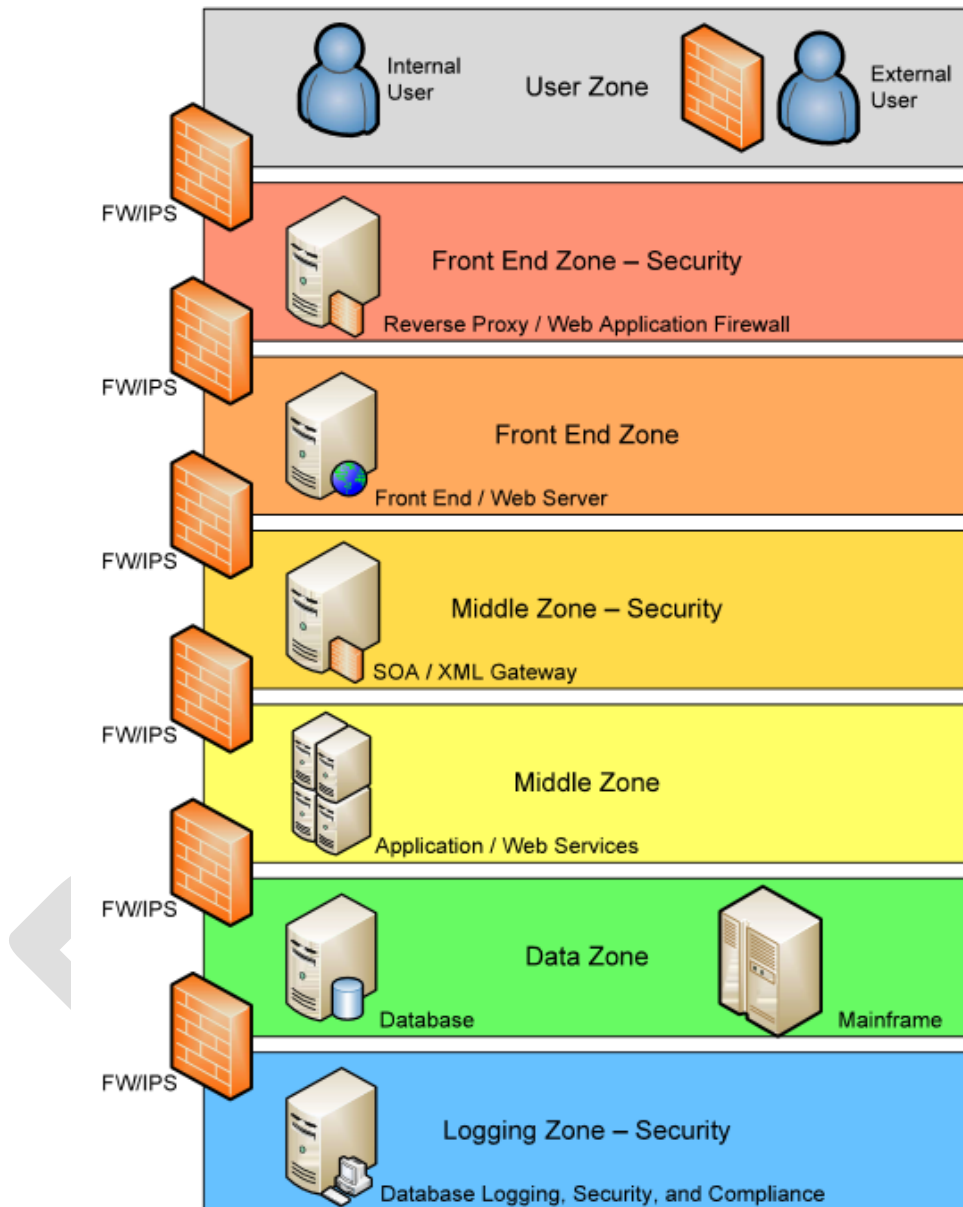 Internal
User
User Zone
External
User
FW/IPS
Front End Zone – Security
Reverse Proxy / Web Application Firewall
FW/IPS
Front End Zone
Front End / Web Server
FW/IPS
Middle Zone – Security
SOA / XML Gateway
FW/IPS
Middle Zone
Application / Web Services
FW/IPS
Data Zone
Database
Mainframe
FW/IPS
Logging Zone – Security
Database Logging, Security, and Compliance